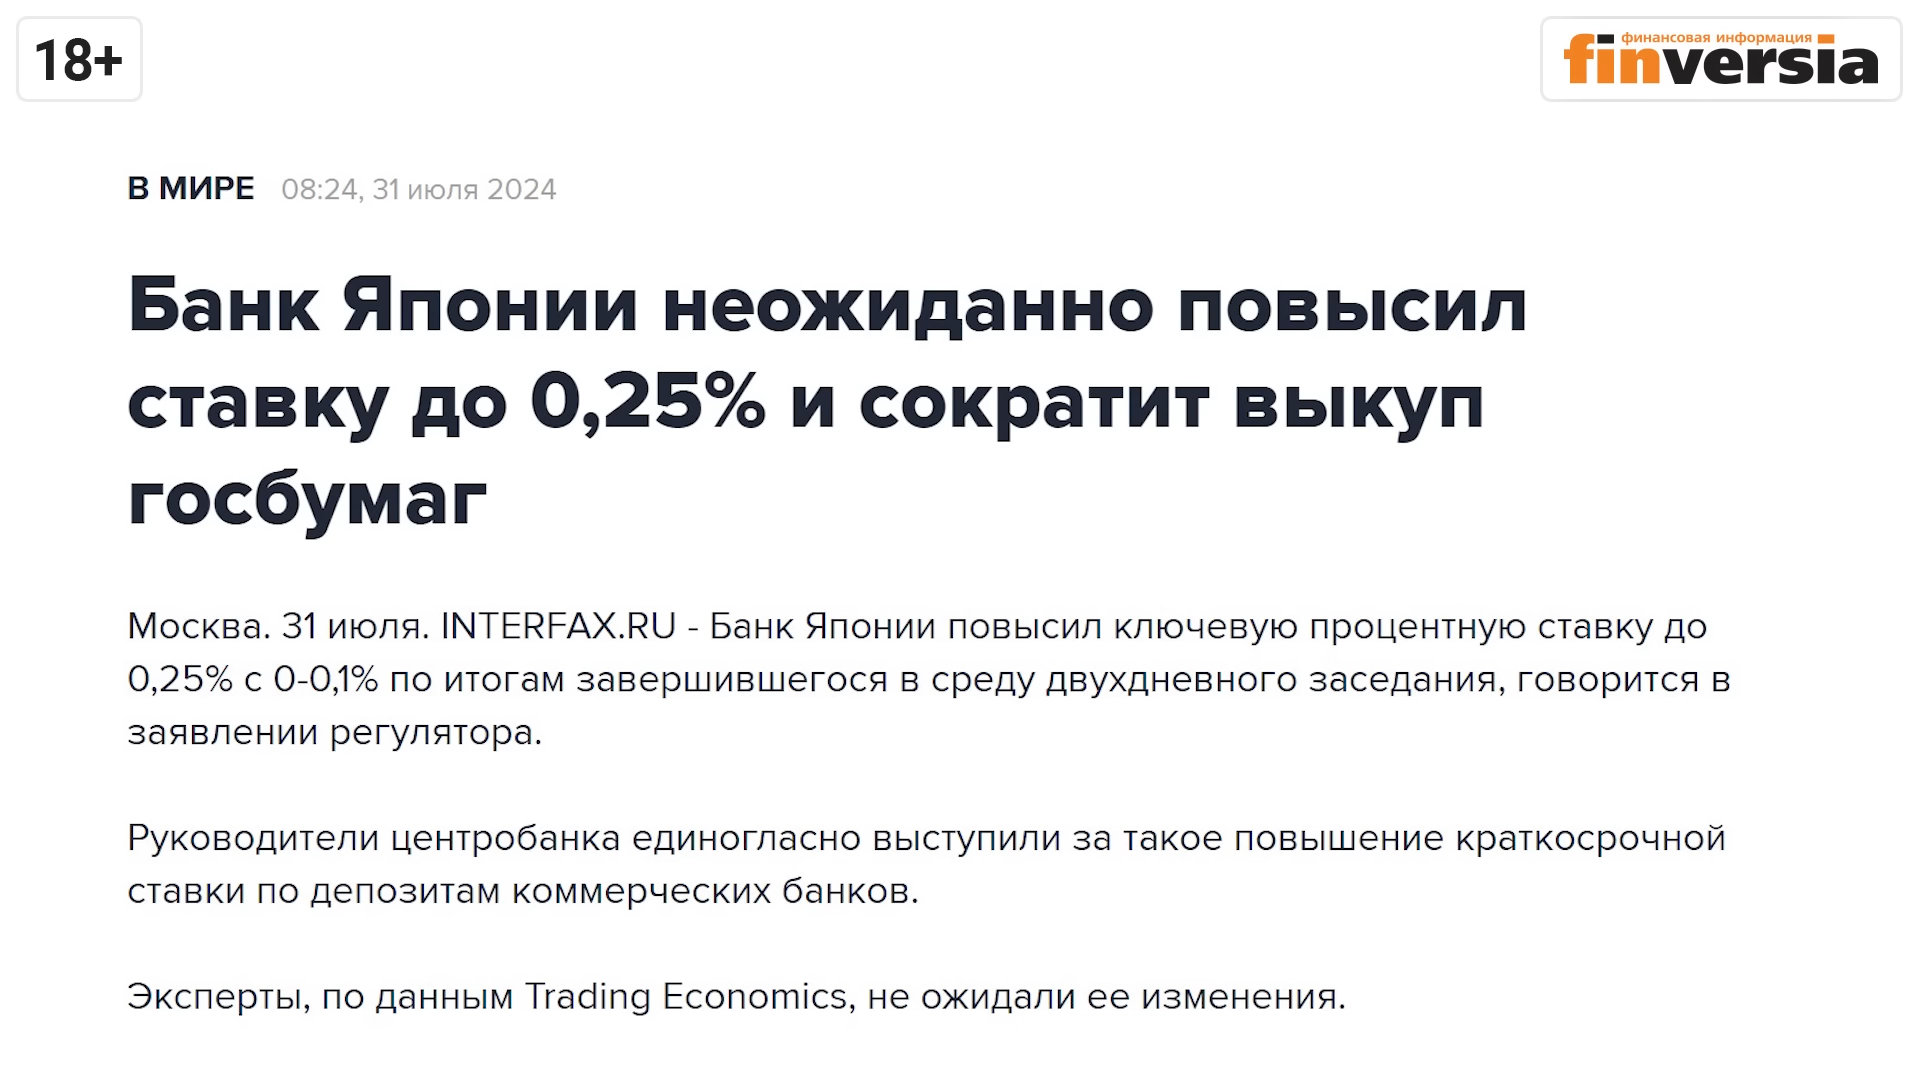 18+
финансовая информация
finversia
В МИРЕ 08:24, 31 июля 2024
Банк Японии неожиданно повысил
ставку до 0,25% и сократит выкуп
госбумаг
Москва. 31 июля. INTERFAX.RU - Банк Японии повысил ключевую процентную ставку до
0,25% с 0-0,1% по итогам завершившегося в среду двухдневного заседания, говорится в
заявлении регулятора.
Руководители центробанка единогласно выступили за такое повышение краткосрочной
ставки по депозитам коммерческих банков.
Эксперты, по данным Trading Economics, не ожидали ее изменения.